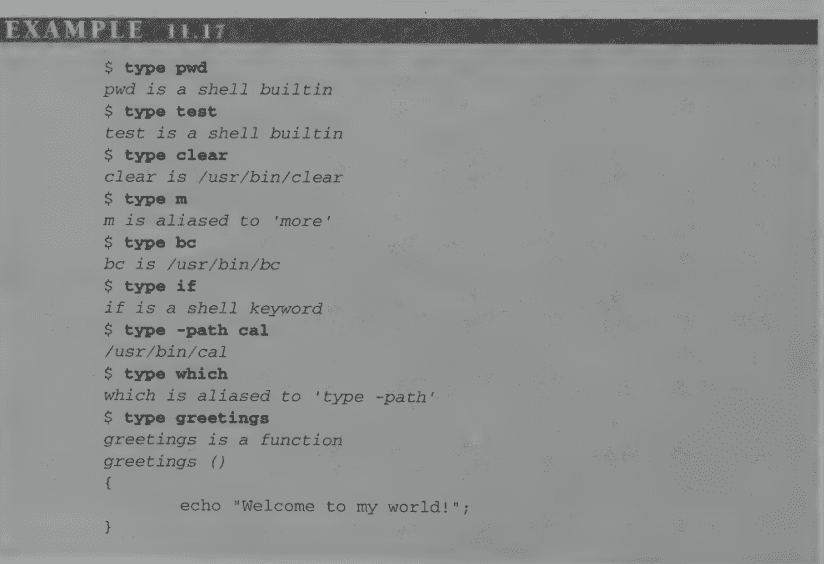 EXAMPLE 11.17
$ type pwd
pwd is a shell builtin
$ type test
test is a shell builtin
$ type clear
clear is /usr/bin/clear
$ type m
m is aliased to 'more'
$ type bc
bc is /usr/bin/bc
$ type if
if is a shell keyword
$ type -path cal
/usr/bin/cal
$ type which
which is aliased to 'type -path'
$ type greetings
greetings is a function
greetings ()
{
        echo "Welcome to my world!";
}